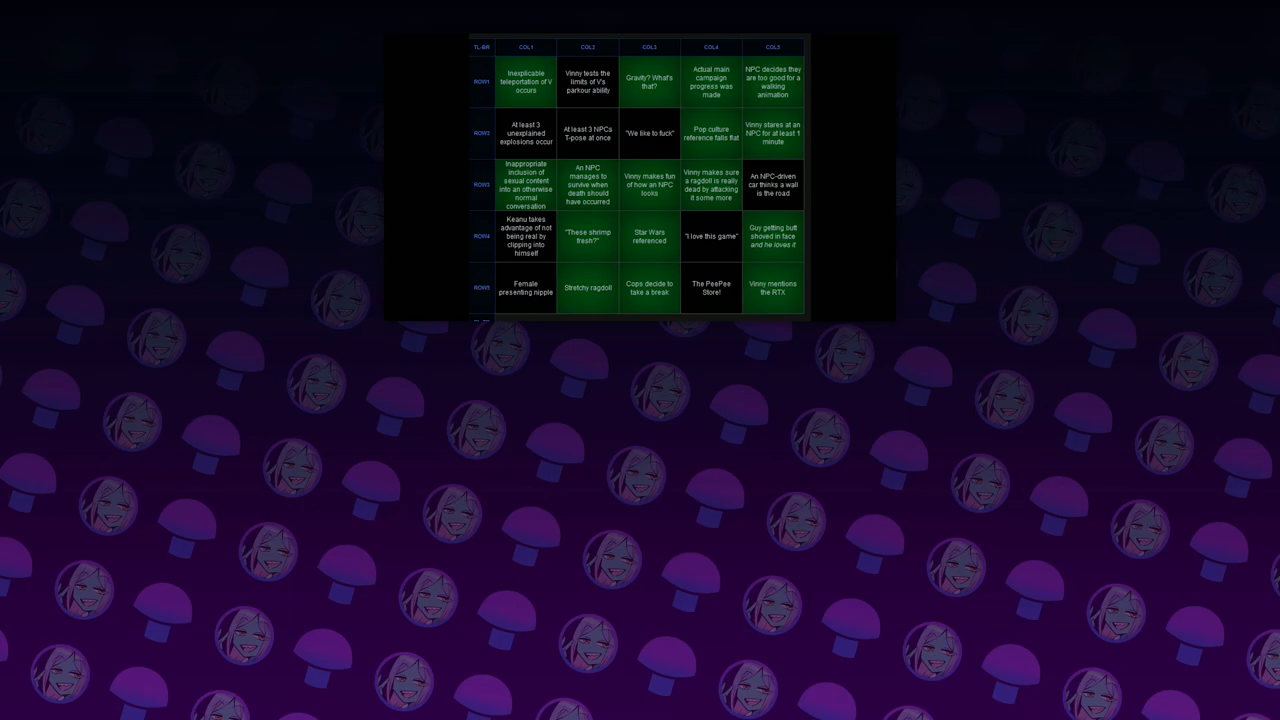 TL-BR COL1 COL2 COL3 COL4 COL5
ROW1
Inexplicable
teleportation of V
occurs
Vinny tests the
limits of V's
parkour ability
Gravity? What's
that?
Actual main
campaign
progress was
made
NPC decides they
are too good for a
walking
animation
ROW2
At least 3
unexplained
explosions occur
At least 3 NPCs
T-pose at once
"We like to fuck"
Pop culture
reference falls flat
Vinny stares at an
NPC for at least 1
minute
ROW3
Inappropriate
inclusion of
sexual content
into an otherwise
normal
conversation
An NPC
manages to
survive when
death should
have occurred
Vinny makes fun
of how an NPC
looks
Vinny makes sure
a ragdoll is really
dead by attacking
it some more
An NPC-driven
car thinks a wall
is the road
ROW4
Keanu takes
advantage of not
being real by
clipping into
himself
"These shrimp
fresh?"
Star Wars
referenced
"I love this game"
Guy getting butt
shoved in face
and he loves it
ROW5
Female
presenting nipple
Stretchy ragdoll
Cops decide to
take a break
The PeePee
Store!
Vinny mentions
the RTX